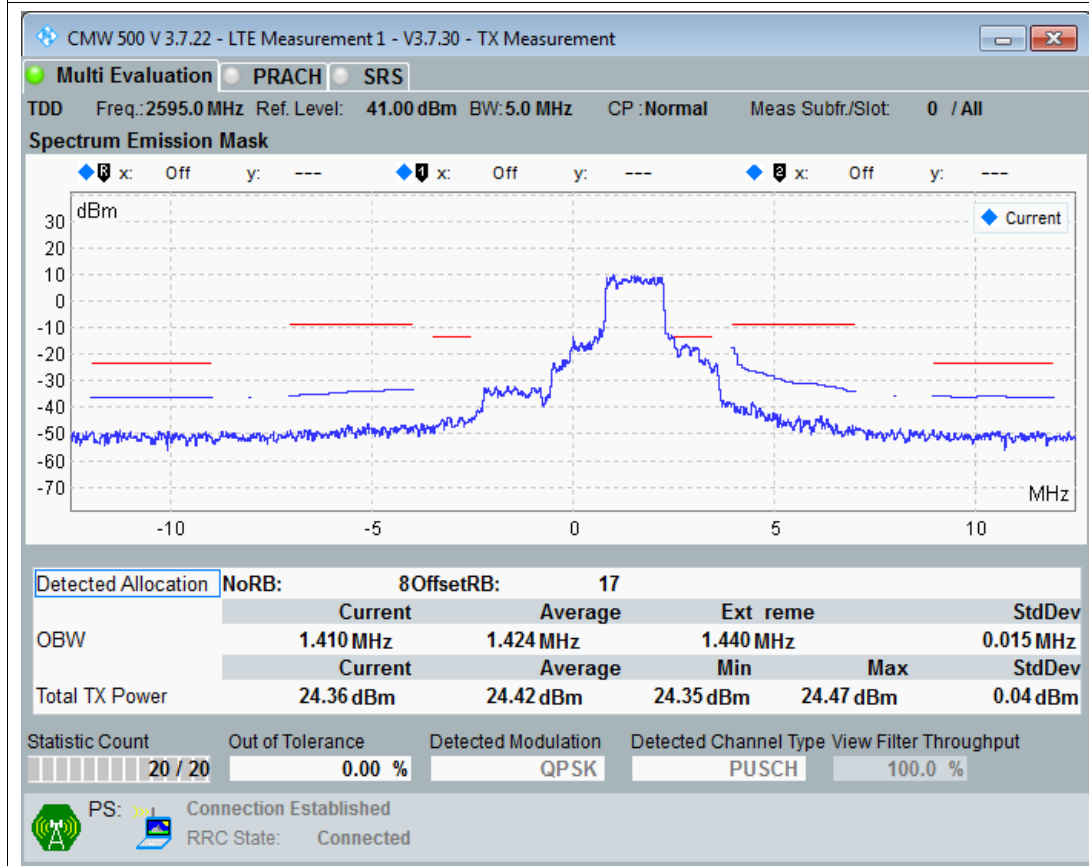 CMW 500 V 3.7.22 - LTE Measurement 1 - V3.7.30 - TX Measurement
Multi Evaluation PRACH SRS
TDD Freq.: 2595.0 MHz Ref. Level: 41.00 dBm BW: 5.0 MHz CP : Normal Meas Subfr./Slot: 0 / All
Spectrum Emission Mask
R x: Off y: --- 1 x: Off y: --- 2 x: Off y: ---
dBm
Current
30
20
10
0
-10
-20
-30
-40
-50
-60
-70
MHz
-10 -5 0 5 10
Detected Allocation NoRB: 8 OffsetRB: 17
Current Average Ext reme StdDev
OBW 1.410 MHz 1.424 MHz 1.440 MHz 0.015 MHz
Current Average Min Max StdDev
Total TX Power 24.36 dBm 24.42 dBm 24.35 dBm 24.47 dBm 0.04 dBm
Statistic Count Out of Tolerance Detected Modulation Detected Channel Type View Filter Throughput
20 / 20 0.00 % QPSK PUSCH 100.0 %
PS: Connection Established
RRC State: Connected